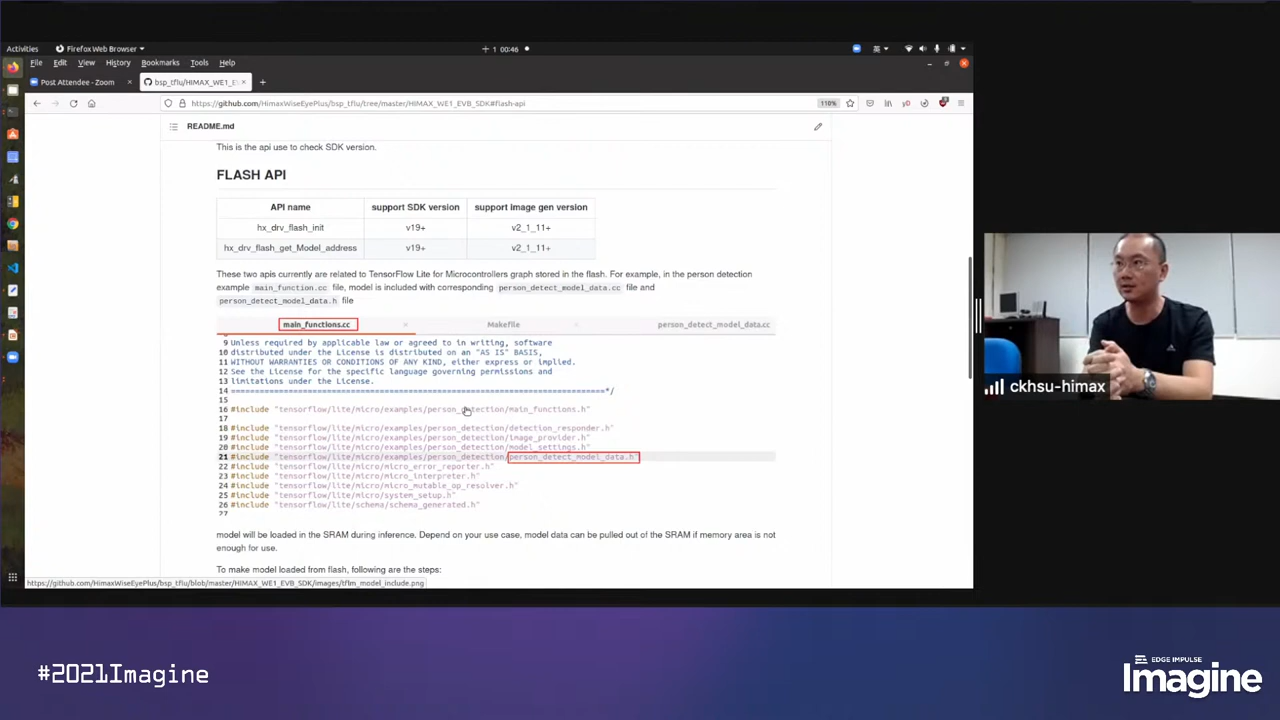 Activities
Firefox Web Browser
1 00:46
英
File Edit View History Bookmarks Tools Help
Post Attendee - Zoom ×
bsp_tflu/HIMAX_WE1_E ×
+
https://github.com/HimaxWiseEyePlus/bsp_tflu/tree/master/HIMAX_WE1_EVB_SDK#flash-api
110%
README.md
This is the api use to check SDK version.
FLASH API
API name support SDK version support Image gen version
hx_drv_flash_init v19+ v2_1_11+
hx_drv_flash_get_Model_address v19+ v2_1_11+
These two apis currently are related to TensorFlow Lite for Microcontrollers graph stored in the flash. For example, in the person detection
example main_function.cc file, model is included with corresponding person_detect_model_data.cc file and
person_detect_model_data.h file
main_functions.cc × Makefile × person_detect_model_data.cc
9 Unless required by applicable law or agreed to in writing, software
10 distributed under the License is distributed on an "AS IS" BASIS,
11 WITHOUT WARRANTIES OR CONDITIONS OF ANY KIND, either express or implied.
12 See the License for the specific language governing permissions and
13 limitations under the License.
14 ==============================================================================*/
15
16 #include "tensorflow/lite/micro/examples/person_detection/main_functions.h"
17
18 #include "tensorflow/lite/micro/examples/person_detection/detection_responder.h"
19 #include "tensorflow/lite/micro/examples/person_detection/image_provider.h"
20 #include "tensorflow/lite/micro/examples/person_detection/model_settings.h"
21 #include "tensorflow/lite/micro/examples/person_detection/person_detect_model_data.h"
22 #include "tensorflow/lite/micro/micro_error_reporter.h"
23 #include "tensorflow/lite/micro/micro_interpreter.h"
24 #include "tensorflow/lite/micro/micro_mutable_op_resolver.h"
25 #include "tensorflow/lite/micro/system_setup.h"
26 #include "tensorflow/lite/schema/schema_generated.h"
27
model will be loaded in the SRAM during inference. Depend on your use case, model data can be pulled out of the SRAM if memory area is not
enough for use.
To make model loaded from flash, following are the steps:
https://github.com/HimaxWiseEyePlus/bsp_tflu/blob/master/HIMAX_WE1_EVB_SDK/images/tflm_model_include.png
ckhsu-himax
#2021Imagine
EDGE IMPULSE
Imagine